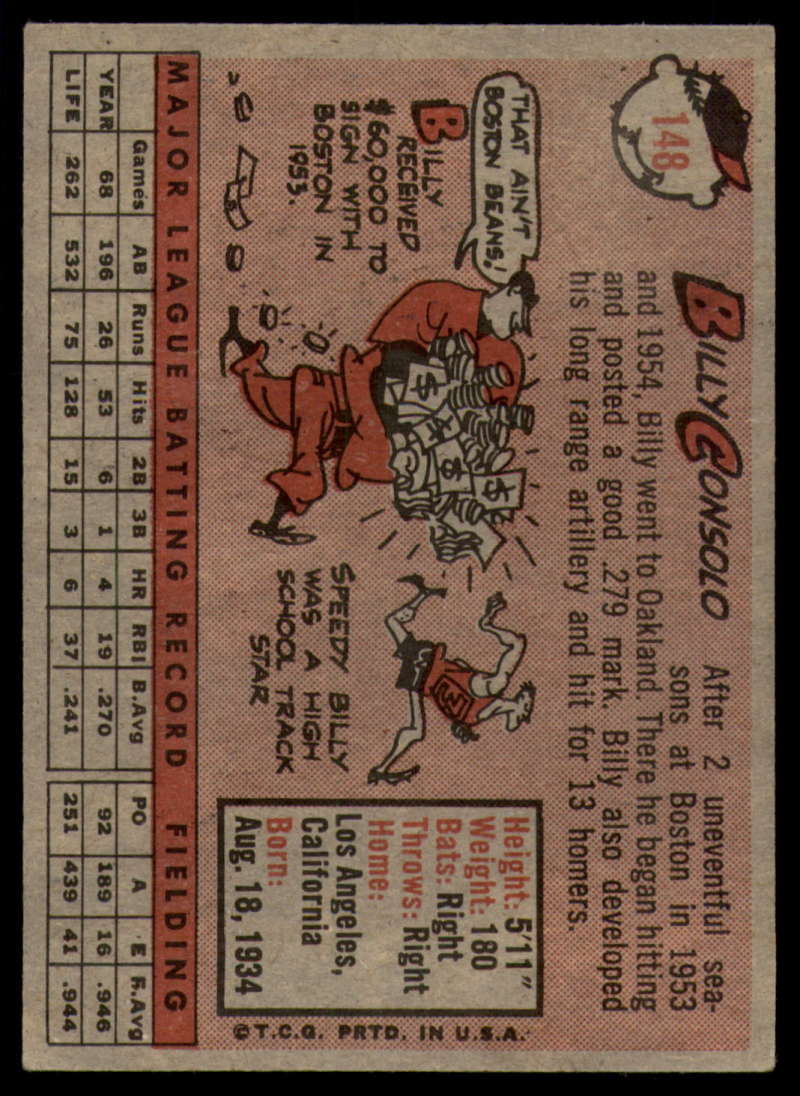 148
BILLY CONSOLO
After 2 uneventful sea-
sons at Boston in 1953
and 1954, Billy went to Oakland. There he began hitting
and posted a good .279 mark. Billy also developed
his long range artillery and hit for 13 homers.
THAT AIN'T
BOSTON BEANS!
BILLY
RECEIVED
$60,000 TO
SIGN WITH
BOSTON IN
1953.
$
$
$
E
SPEEDY BILLY
WAS A HIGH
SCHOOL TRACK
STAR
Height: 5'11"
Weight: 180
Bats: Right
Throws: Right
Home:
Los Angeles,
California
Born:
Aug. 18, 1934
©T.C.G. PRTD. IN U.S.A.
MAJOR LEAGUE BATTING RECORD FIELDING
Games AB Runs Hits 2B 3B HR RBI B.Avg PO A E F.Avg
YEAR 68 196 26 53 6 1 4 19 .270 92 189 16 .946
LIFE 262 532 75 128 15 3 6 37 .241 251 439 41 .944